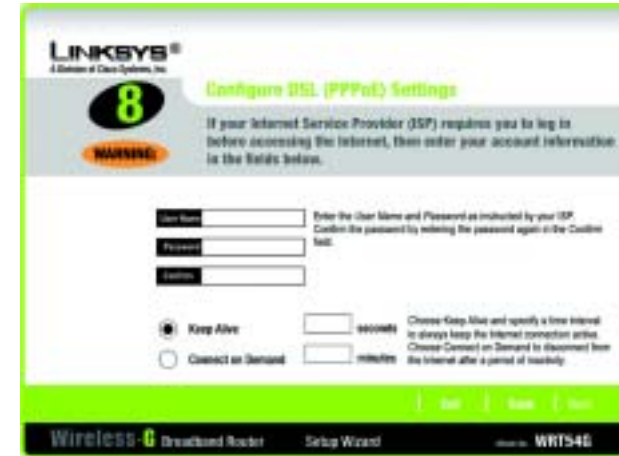 LINKSYS®
A Division of Cisco Systems, Inc.
8
Configure DSL (PPPoE) Settings
WARNING:
If your Internet Service Provider (ISP) requires you to log in
before accessing the Internet, then enter your account information
in the fields below.
User Name
Password
Confirm
Enter the User Name and Password as instructed by your ISP.
Confirm the password by entering the password again in the Confirm
field.
Keep Alive
seconds
Choose Keep Alive and specify a time interval
to always keep the Internet connection active.
Connect on Demand
minutes
Choose Connect on Demand to disconnect from
the Internet after a period of inactivity.
Exit
Wireless-G Broadband Router
Setup Wizard
WRT54G